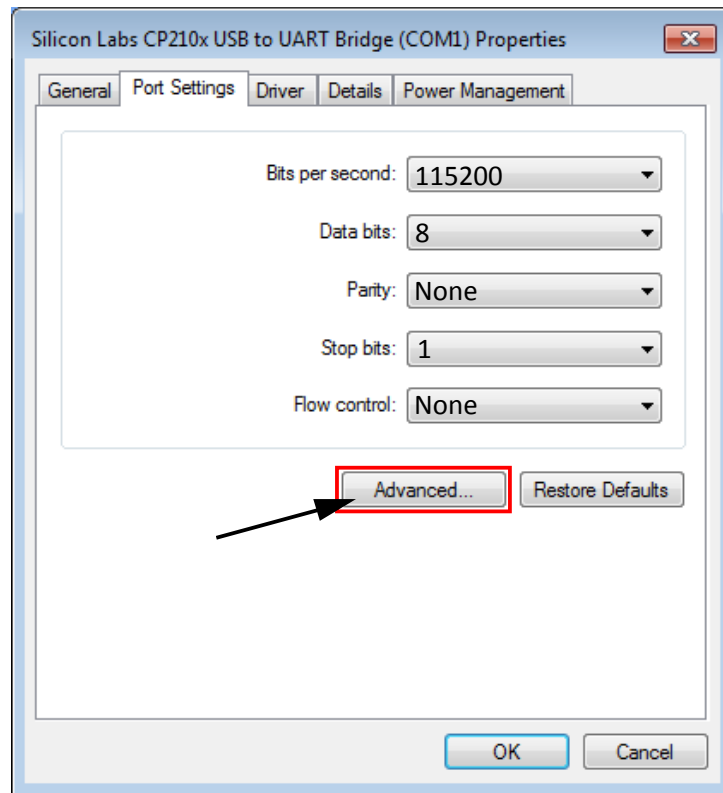 Silicon Labs CP210x USB to UART Bridge (COM1) Properties
General Port Settings Driver Details Power Management
Bits per second: 115200
Data bits: 8
Parity: None
Stop bits: 1
Flow control: None
Advanced... Restore Defaults
OK Cancel